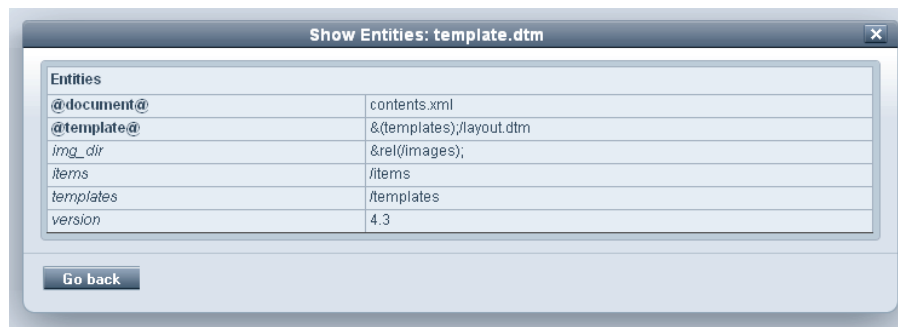 Show Entities: template.dtm
Entities
@document@ contents.xml
@template@ &(templates);/layout.dtm
img_dir &rel(/images);
items /items
templates /templates
version 4.3
Go back